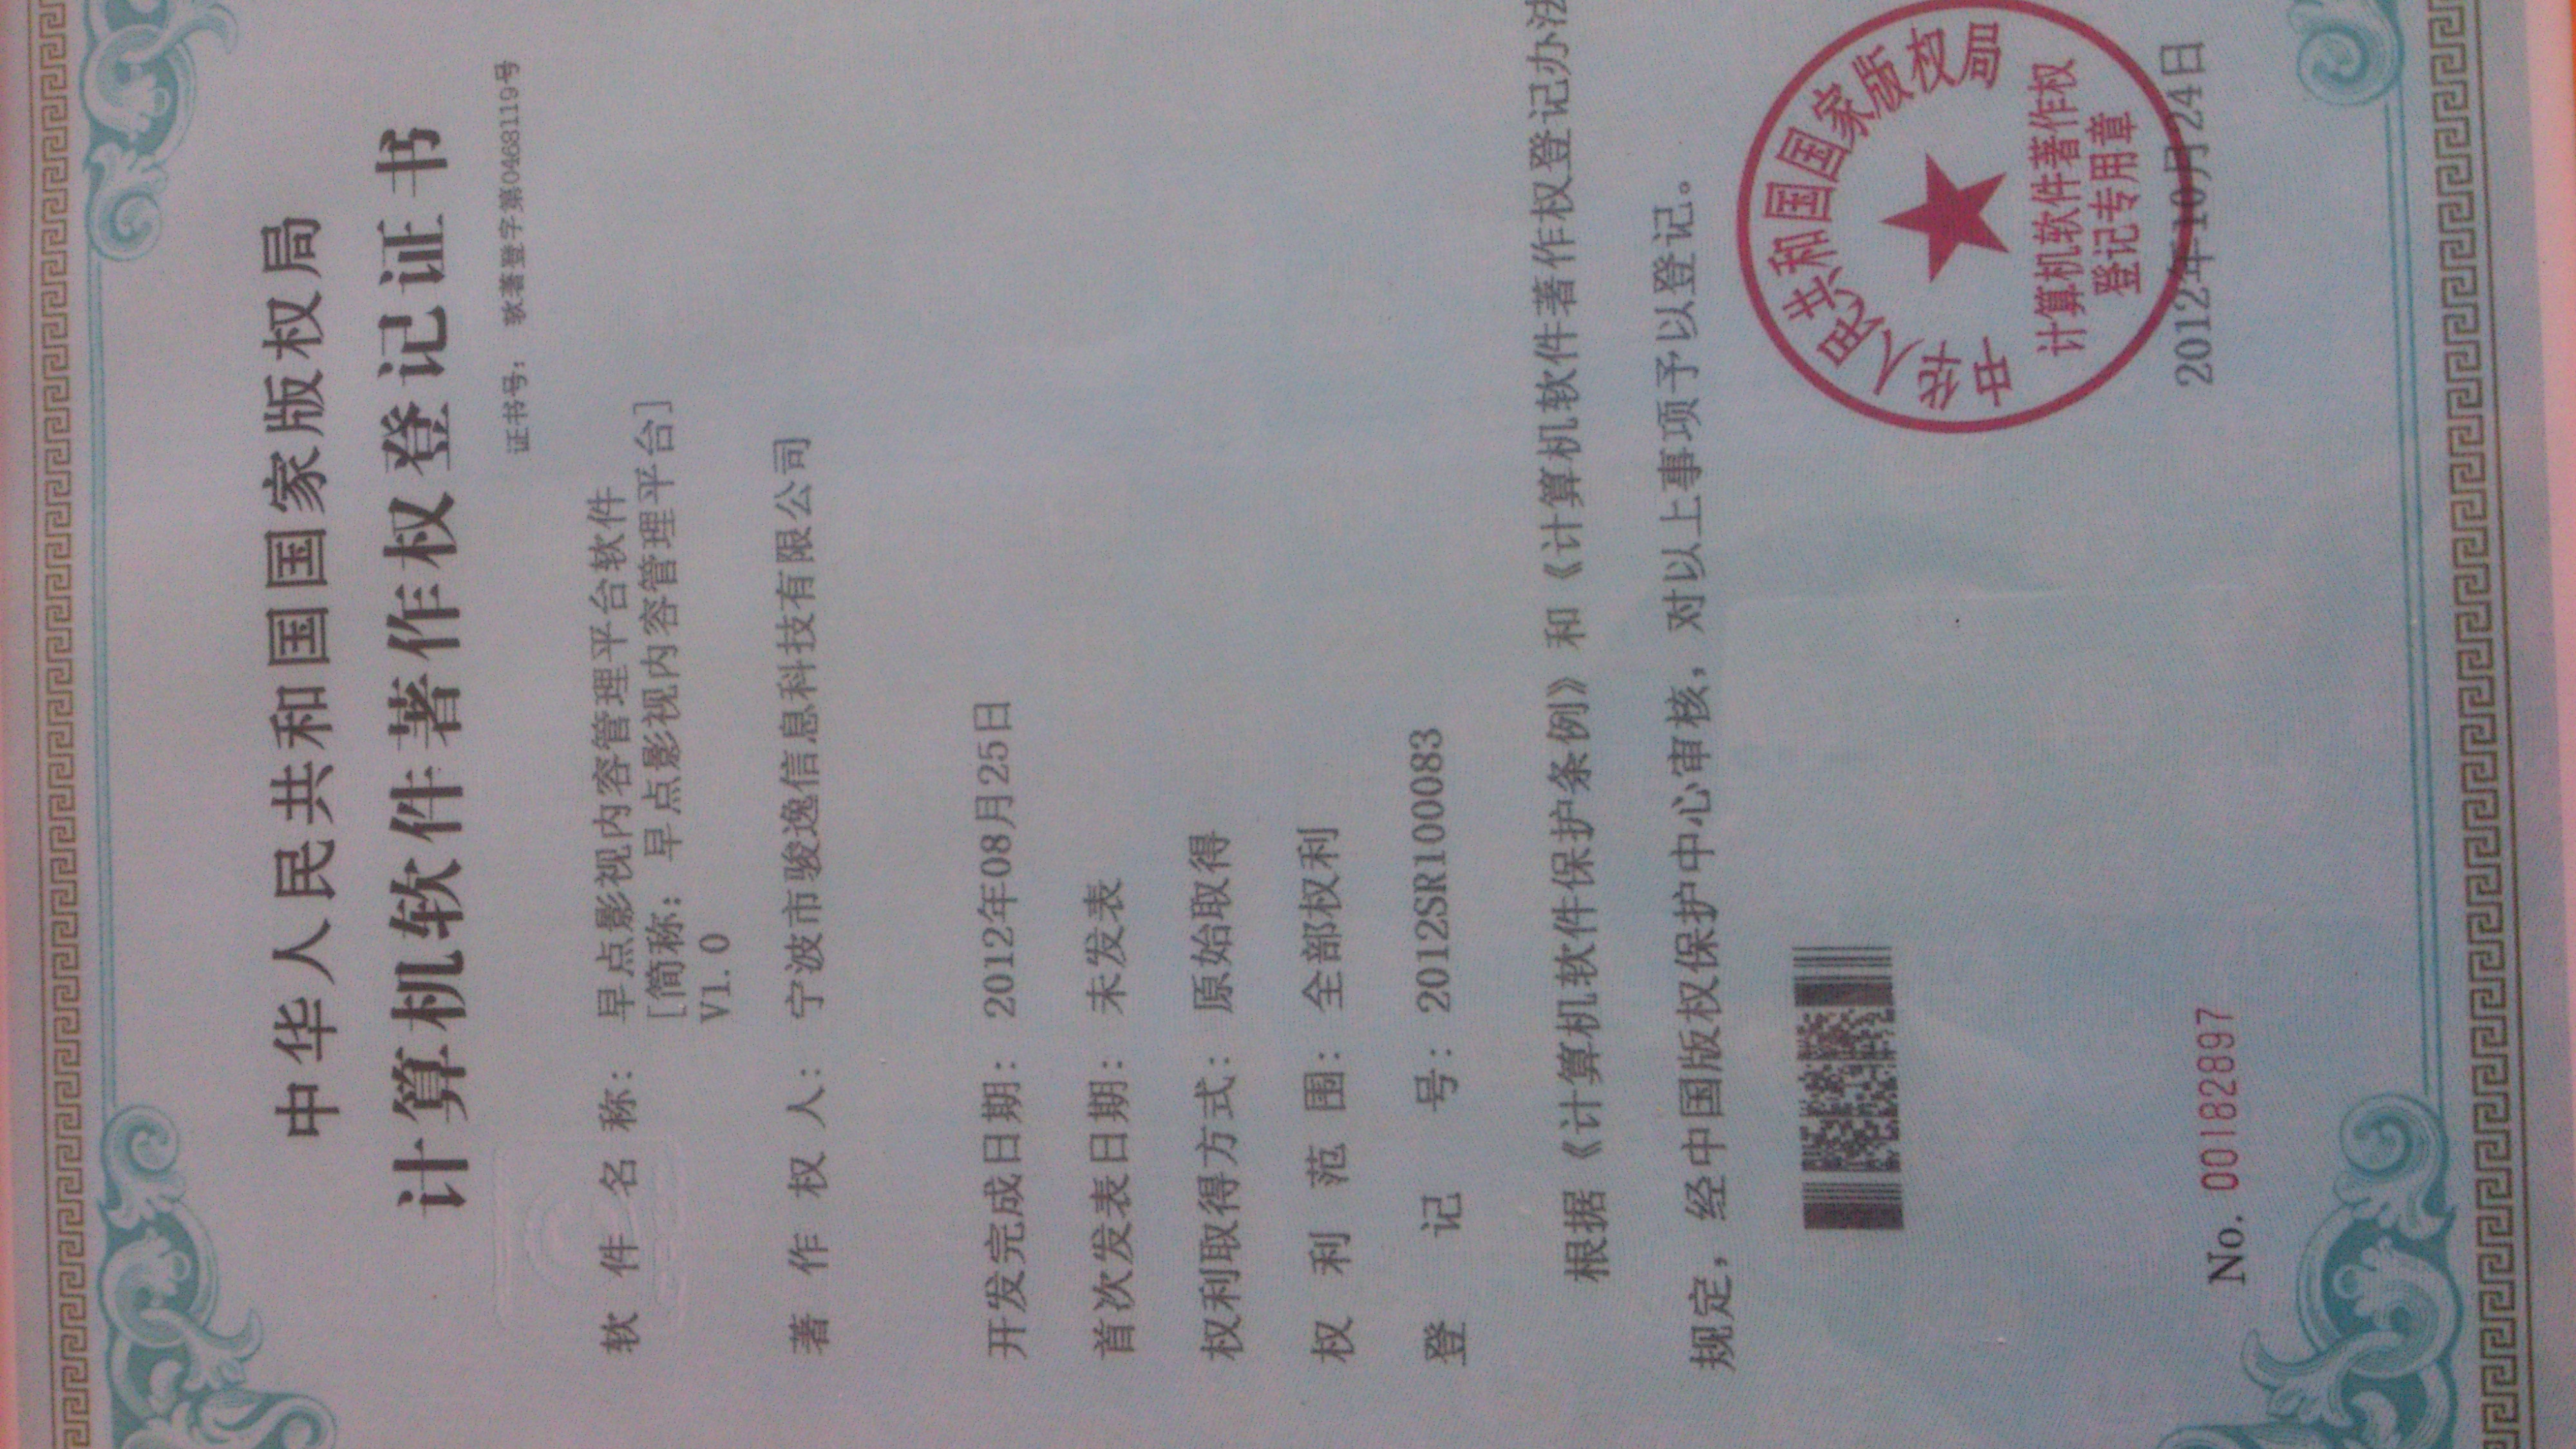 中华人民共和国国家版权局
计算机软件著作权登记证书
证书号： 软著登字第0468119号
软件名称： 早点影视内容管理平台软件
[简称：早点影视内容管理平台]
V1.0
著作权人： 宁波市骏逸信息科技有限公司
开发完成日期： 2012年08月25日
首次发表日期： 未发表
权利取得方式： 原始取得
权利范围： 全部权利
登记号： 2012SR100083
根据《计算机软件保护条例》和《计算机软件著作权登记办法
规定，经中国版权保护中心审核，对以上事项予以登记。
中华人民共和国国家版权局
计算机软件著作权
登记专用章
No. 00182897
2012年10月24日